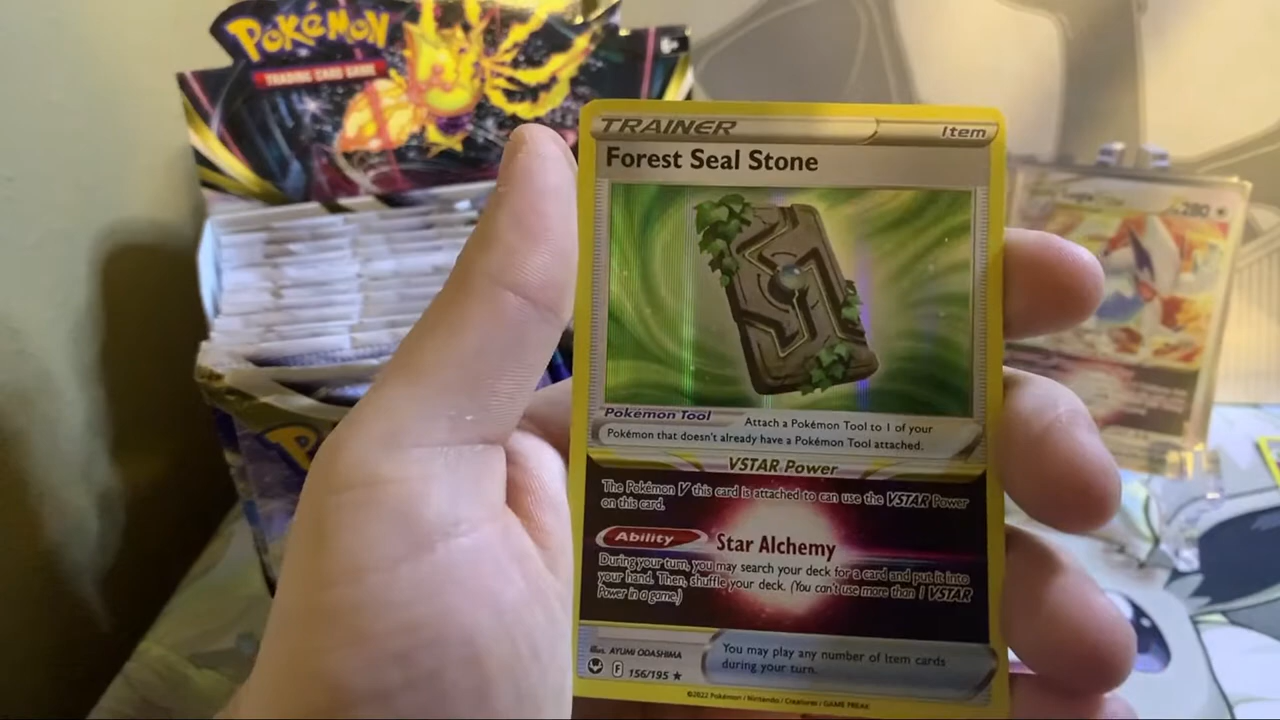 Pokémon
TRADING CARD GAME
TRAINER
Item
Forest Seal Stone
280
Pokémon Tool
Attach a Pokémon Tool to 1 of your
Pokémon that doesn't already have a Pokémon Tool attached.
VSTAR Power
The Pokémon V this card is attached to can use the VSTAR Power
on this card.
Ability
Star Alchemy
During your turn, you may search your deck for a card and put it into
your hand. Then, shuffle your deck. (You can't use more than 1 VSTAR
Power in a game.)
Illus. AYUMI ODASHIMA
F
156/195
You may play any number of Item cards
during your turn.
©2022 Pokémon / Nintendo / Creatures / GAME FREAK